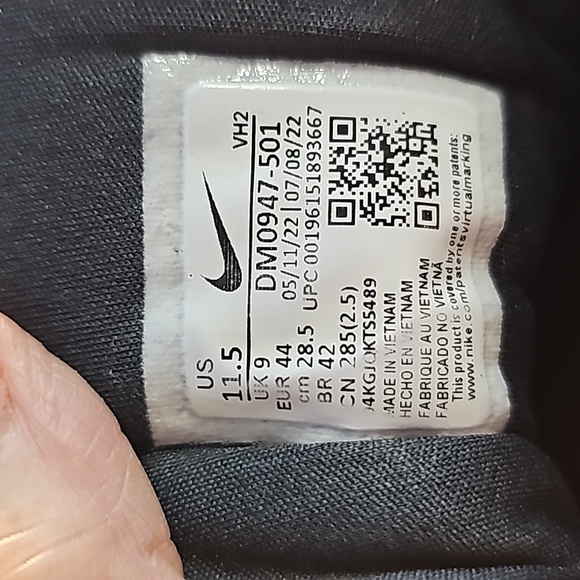 US
11.5 VH2
UK 9 DM0947-501
EUR 44 05/11/22 | 07/08/22
cm 28.5 UPC 00196151893667
BR 42
CN 285(2.5)
MADE IN VIETNAM
HECHO EN VIETNAM
FABRIQUE AU VIETNAM
FABRICADO NO VIETNÃ
This product is covered by one or more patents:
www.nike.com/patentsvirtualmarking